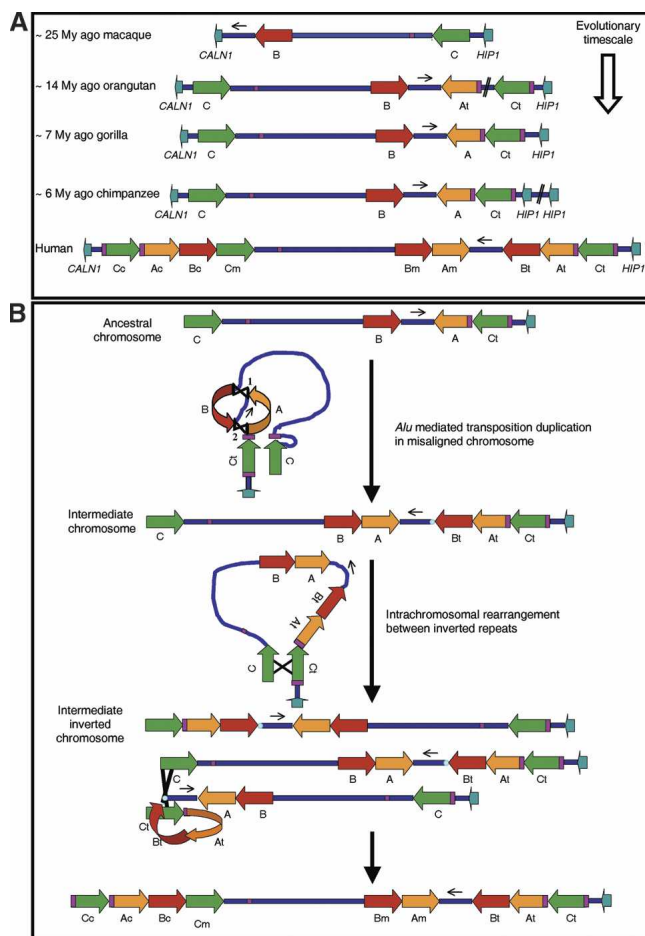 A
~ 25 My ago macaque
CALN1 B C HIP1
Evolutionary
timescale
~ 14 My ago orangutan
CALN1 C B At Ct HIP1
~ 7 My ago gorilla
CALN1 C B A Ct HIP1
~ 6 My ago chimpanzee
CALN1 C B A Ct HIP1 HIP1
Human
CALN1 Cc Ac Bc Cm Bm Am Bt At Ct HIP1
B
Ancestral
chromosome
C B A Ct
1
B A
2
Ct C
Alu mediated transposition duplication
in misaligned chromosome
Intermediate
chromosome
C B A Bt At Ct
B A
Bt
At
C Ct
Intrachromosomal rearrangement
between inverted repeats
Intermediate
inverted
chromosome
C B A Bt At Ct
Ct A B C
Bt At
Cc Ac Bc Cm Bm Am Bt At Ct